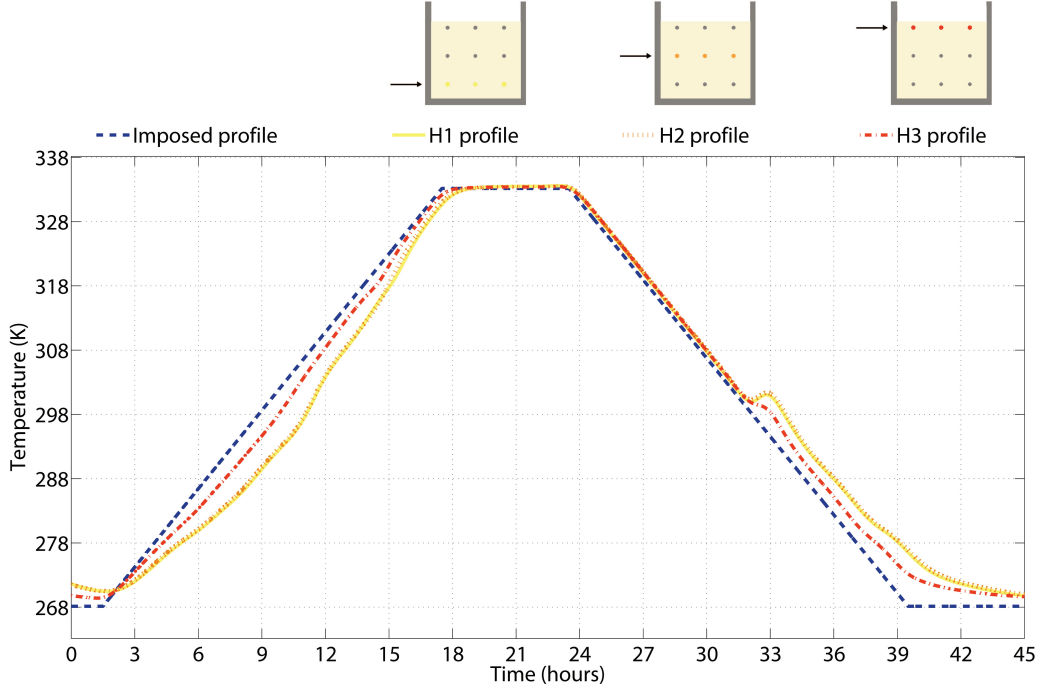 Imposed profile H1 profile H2 profile H3 profile
338
328
318
308
298
288
278
268
Temperature (K)
0 3 6 9 12 15 18 21 24 27 30 33 36 39 42 45
Time (hours)